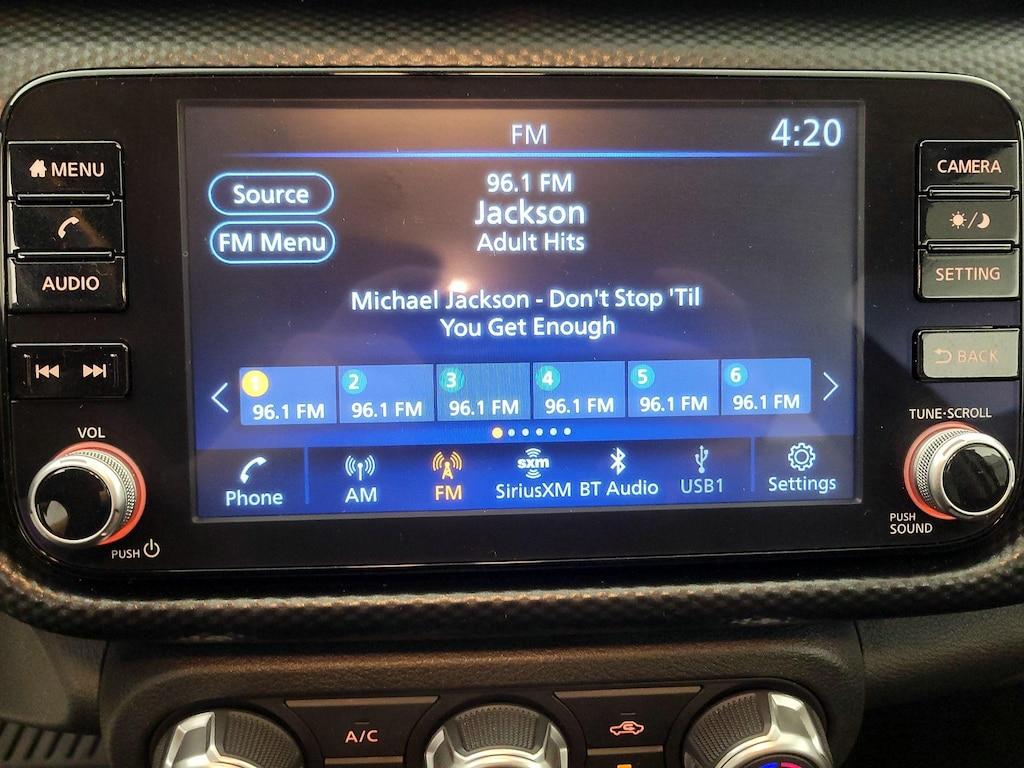 FM
4:20
MENU
AUDIO
CAMERA
SETTING
BACK
Source
FM Menu
96.1 FM
Jackson
Adult Hits
Michael Jackson - Don't Stop 'Til
You Get Enough
1 2 3 4 5 6
96.1 FM 96.1 FM 96.1 FM 96.1 FM 96.1 FM 96.1 FM
sxm
Phone AM FM SiriusXM BT Audio USB1 Settings
VOL
PUSH
TUNE·SCROLL
PUSH
SOUND
A/C